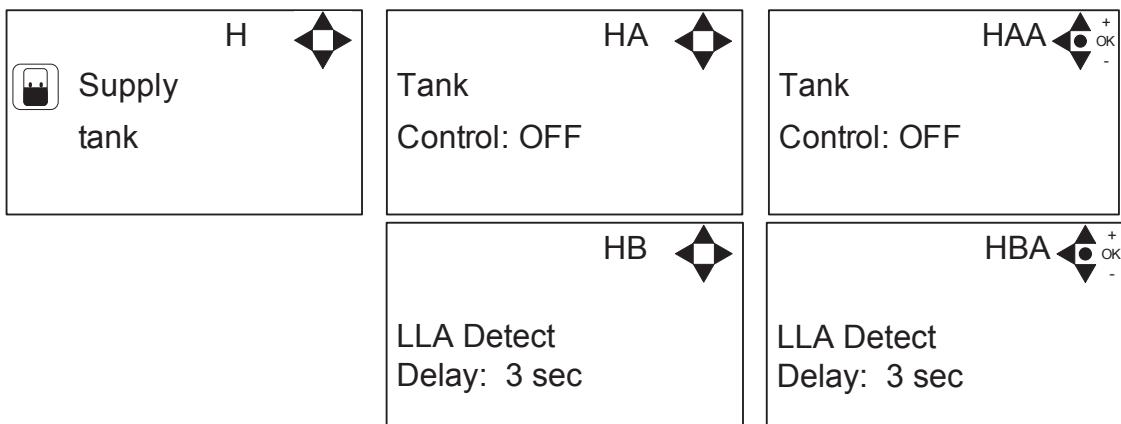 H
Supply
tank
HA
Tank
Control: OFF
HAA
+
OK
-
Tank
Control: OFF
HB
LLA Detect
Delay: 3 sec
HBA
+
OK
-
LLA Detect
Delay: 3 sec